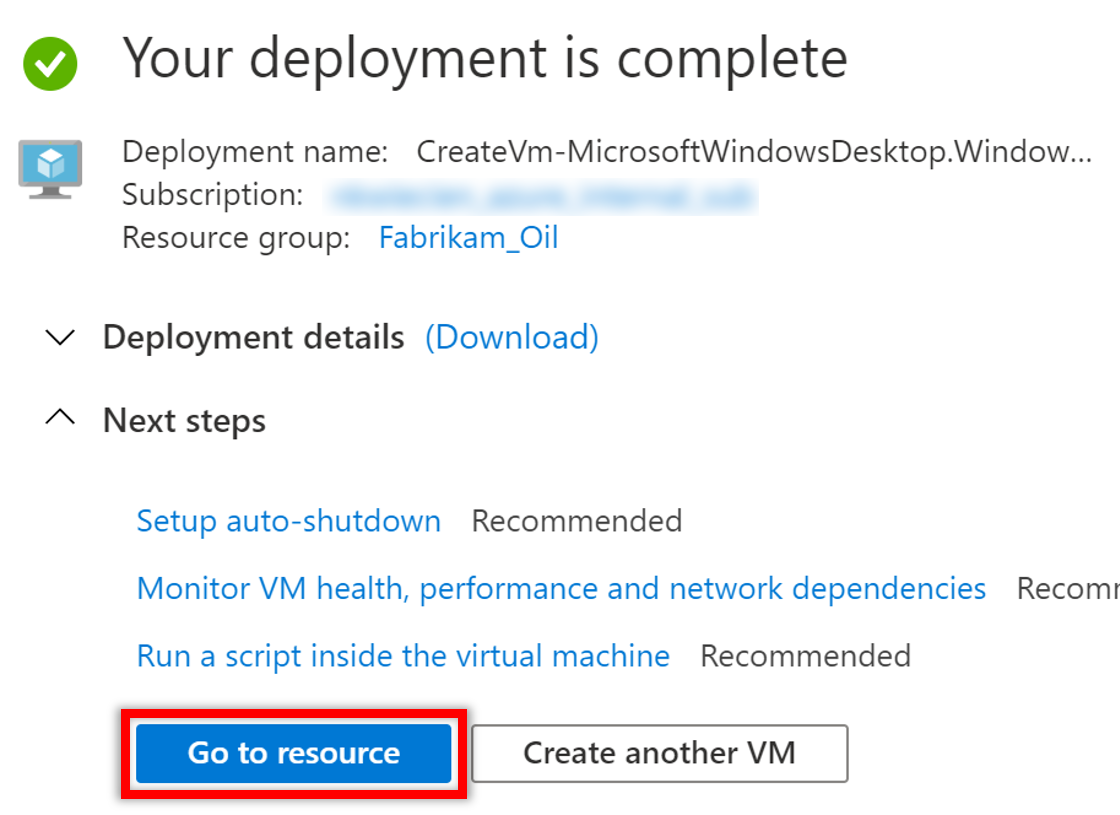 Your deployment is complete
Deployment name: CreateVm-MicrosoftWindowsDesktop.Window...
Subscription:
Resource group: Fabrikam_Oil
Deployment details (Download)
Next steps
Setup auto-shutdown Recommended
Monitor VM health, performance and network dependencies Recomm
Run a script inside the virtual machine Recommended
Go to resource Create another VM